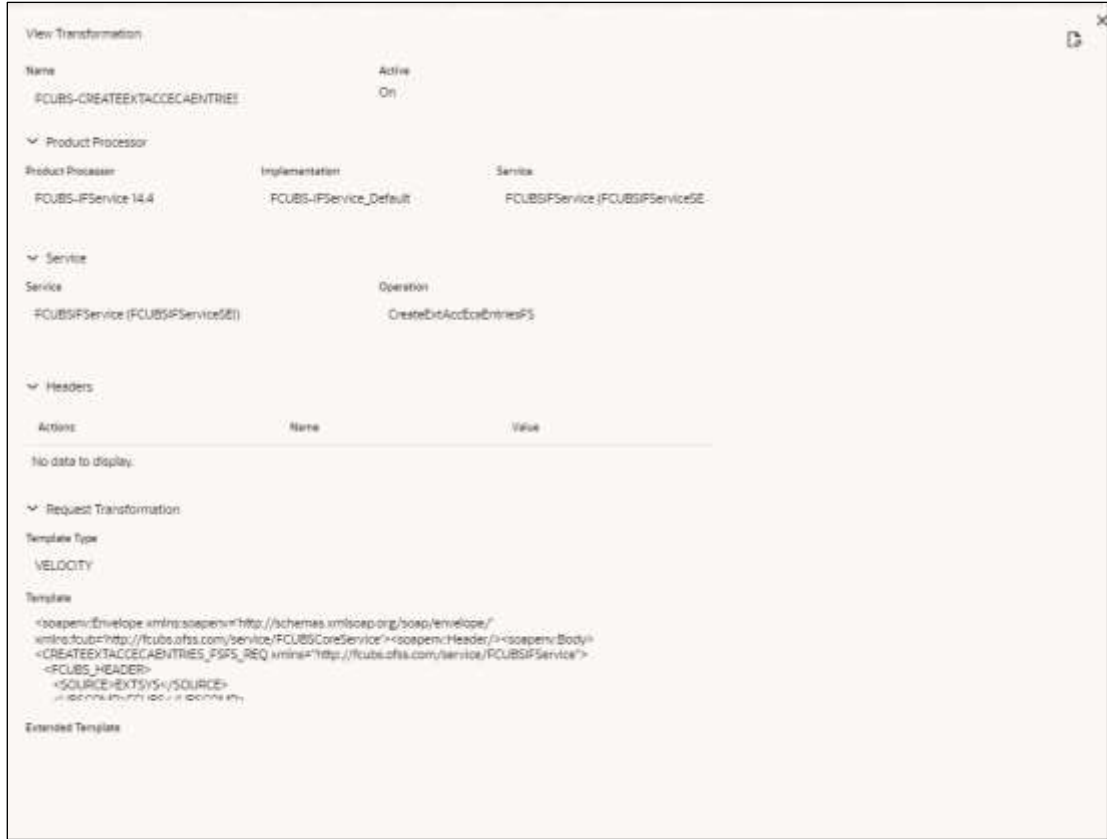 View Transformation
Name Active
FCUBS-CREATEEXTACCECAENTRIES On
Product Processor
Product Processor Implementation Service
FCUBS-IFService 14.4 FCUBS-IFService_Default FCUBSIFService (FCUBSIFServiceSE
Service
Service Operation
FCUBSIFService (FCUBSIFServiceSEI) CreateExtAccEcaEntriesFS
Headers
Actions Name Value
No data to display.
Request Transformation
Template Type
VELOCITY
Template
<soapenv:Envelope xmlns:soapenv="http://schemas.xmlsoap.org/soap/envelope/"
xmlns:fcub="http://fcubs.ofss.com/service/FCUBSCoreService"><soapenv:Header/><soapenv:Body>
<CREATEEXTACCECAENTRIES_FSFS_REQ xmlns="http://fcubs.ofss.com/service/FCUBSIFService">
<FCUBS_HEADER>
<SOURCE>EXTSYS</SOURCE>
<UBSCOMP>FCUBS</UBSCOMP>
Extended Template